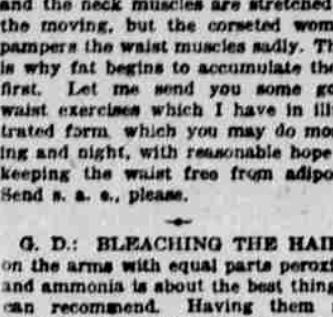 and the neck muscles are stretched
the moving, but the corseted wom
pampers the waist muscles sadly. Th
is why fat begins to accumulate the
first. Let me send you some go
waist exercises which I have in ill
trated form which you may do mor
ing and night, with reasonable hope
keeping the waist free from adipo
Send s. a. e., please.
G. D.: BLEACHING THE HAIR
on the arms with equal parts peroxi
and ammonia is about the best thing
can recommend. Having them